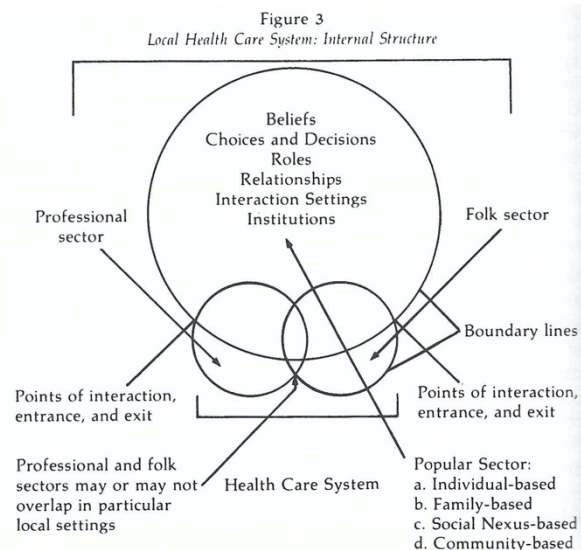 Figure 3
Local Health Care System: Internal Structure
Beliefs
Choices and Decisions
Roles
Relationships
Interaction Settings
Institutions
Professional
sector
Folk sector
Boundary lines
Points of interaction,
entrance, and exit
Points of interaction,
entrance, and exit
Professional and folk
sectors may or may not
overlap in particular
local settings
Health Care System
Popular Sector:
a. Individual-based
b. Family-based
c. Social Nexus-based
d. Community-based